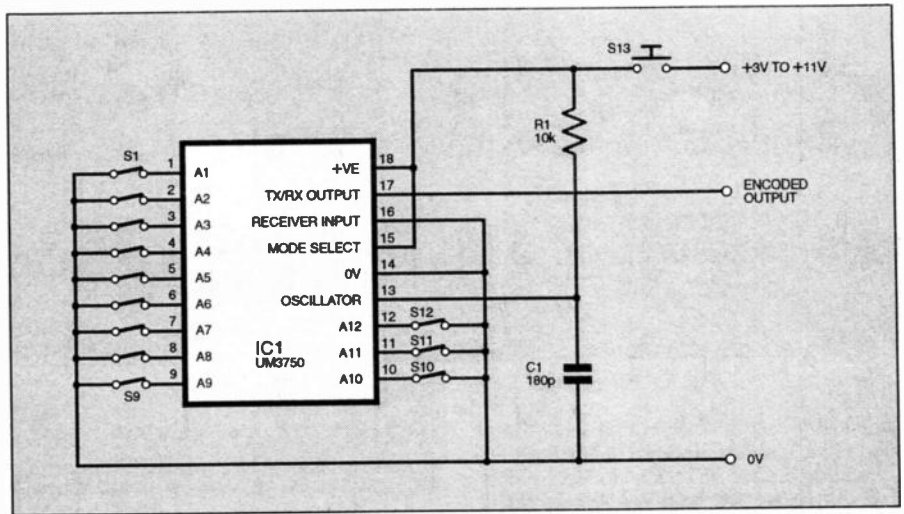 S13
+3V TO +11V
R1
10k
S1
1 A1
2 A2
3 A3
4 A4
5 A5
6 A6
7 A7
8 A8
9 A9
S9
+VE 18
TX/RX OUTPUT 17
RECEIVER INPUT 16
MODE SELECT 15
0V 14
OSCILLATOR 13
A12 12 S12
A11 11 S11
A10 10 S10
IC1
UM3750
ENCODED
OUTPUT
C1
180p
0V